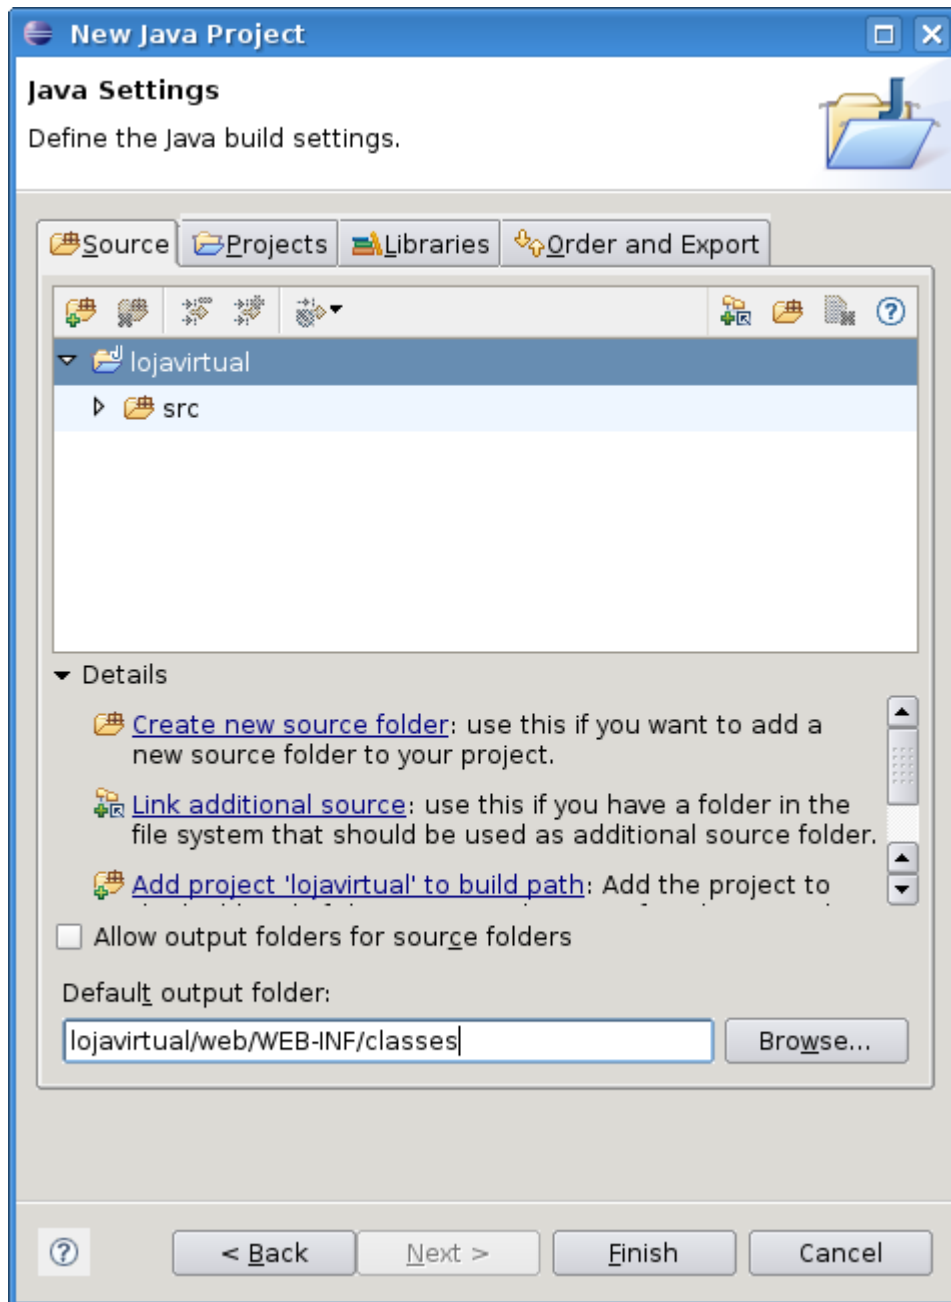 New Java Project
Java Settings
Define the Java build settings.
Source Projects Libraries Order and Export
lojavirtual
src
Details
Create new source folder: use this if you want to add a
new source folder to your project.
Link additional source: use this if you have a folder in the
file system that should be used as additional source folder.
Add project 'lojavirtual' to build path: Add the project to
Allow output folders for source folders
Default output folder:
lojavirtual/web/WEB-INF/classes
Browse...
< Back Next > Finish Cancel